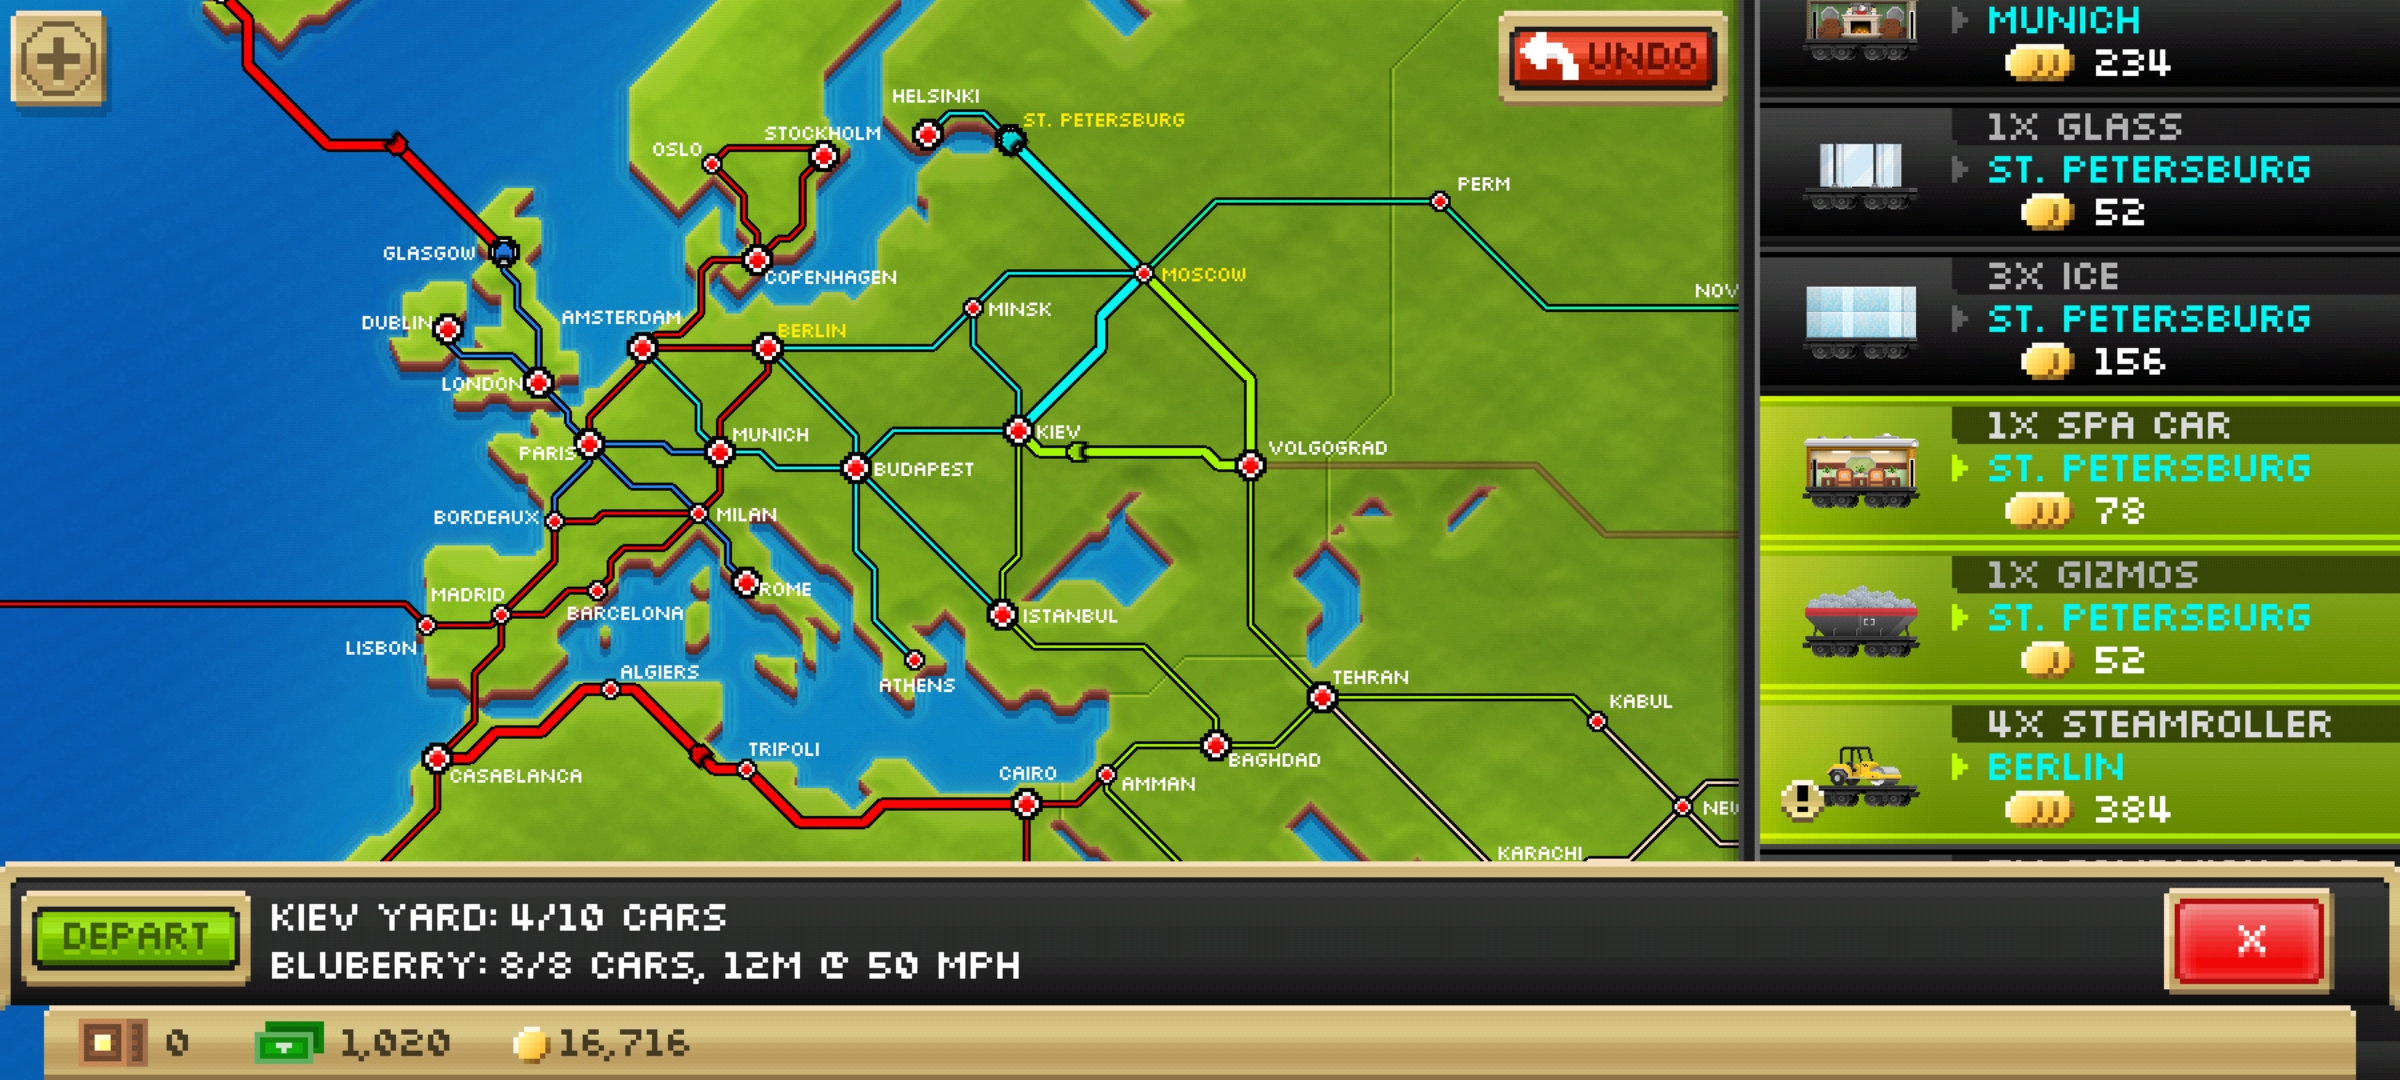 UNDO
HELSINKI
ST. PETERSBURG
STOCKHOLM
OSLO
PERM
GLASGOW
MOSCOW
COPENHAGEN
NOV
MINSK
DUBLIN
AMSTERDAM
BERLIN
LONDON
MUNICH
KIEV
VOLGOGRAD
PARIS
BUDAPEST
BORDEAUX
MILAN
MADRID
ROME
BARCELONA
ISTANBUL
LISBON
ALGIERS
ATHENS
TEHRAN
KABUL
TRIPOLI
CASABLANCA
CAIRO
BAGHDAD
AMMAN
NEW
KARACHI
MUNICH
234
1X GLASS
ST. PETERSBURG
52
3X ICE
ST. PETERSBURG
156
1X SPA CAR
ST. PETERSBURG
78
1X GIZMOS
ST. PETERSBURG
52
4X STEAMROLLER
BERLIN
384
DEPART
KIEV YARD: 4/10 CARS
BLUBERRY: 8/8 CARS, 12M @ 50 MPH
X
0
1,020
16,716